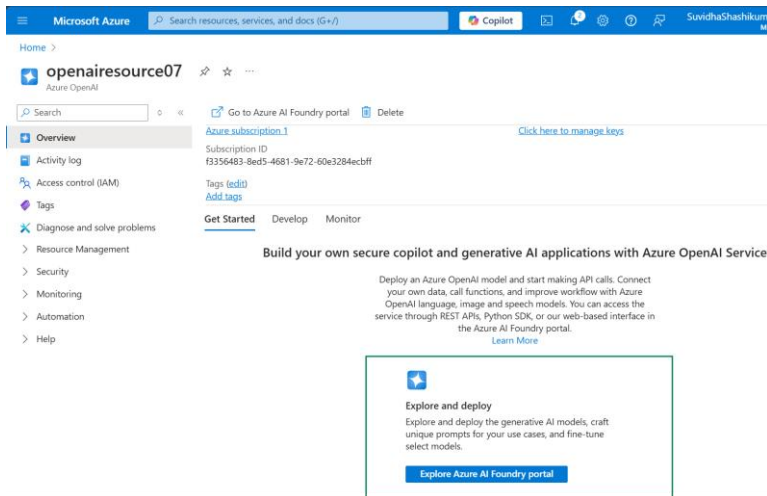 Microsoft Azure
Search resources, services, and docs (G+/)
Copilot
2
SuvidhaShashikum
M
Home >
openairesource07
Azure OpenAI
Search
Go to Azure AI Foundry portal
Delete
Overview
Azure subscription 1
Click here to manage keys
Subscription ID
f3356483-8ed5-4681-9e72-60e3284ecbff
Activity log
Access control (IAM)
Tags (edit)
Add tags
Tags
Get Started
Develop
Monitor
Diagnose and solve problems
Resource Management
Security
Monitoring
Automation
Help
Build your own secure copilot and generative AI applications with Azure OpenAI Service
Deploy an Azure OpenAI model and start making API calls. Connect
your own data, call functions, and improve workflow with Azure
OpenAI language, image and speech models. You can access the
service through REST APIs, Python SDK, or our web-based interface in
the Azure AI Foundry portal.
Learn More
Explore and deploy
Explore and deploy the generative AI models, craft
unique prompts for your use cases, and fine-tune
select models.
Explore Azure AI Foundry portal